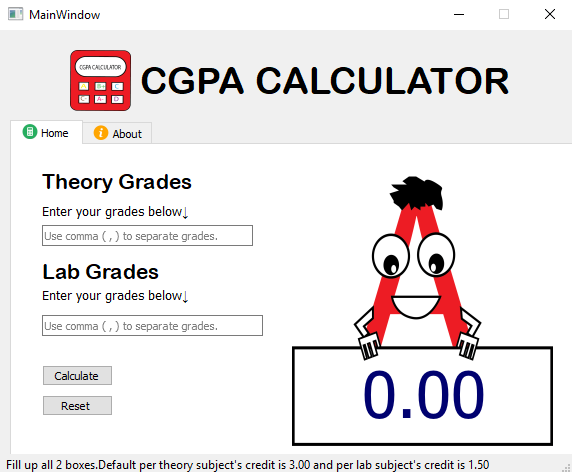 MainWindow
CGPA CALCULATOR
CGPA CALCULATOR
B+ C
C- A- D
Home
About
Theory Grades
Enter your grades below↓
Use comma ( , ) to separate grades.
Lab Grades
Enter your grades below↓
Use comma ( , ) to separate grades.
Calculate
Reset
0.00
Fill up all 2 boxes.Default per theory subject's credit is 3.00 and per lab subject's credit is 1.50